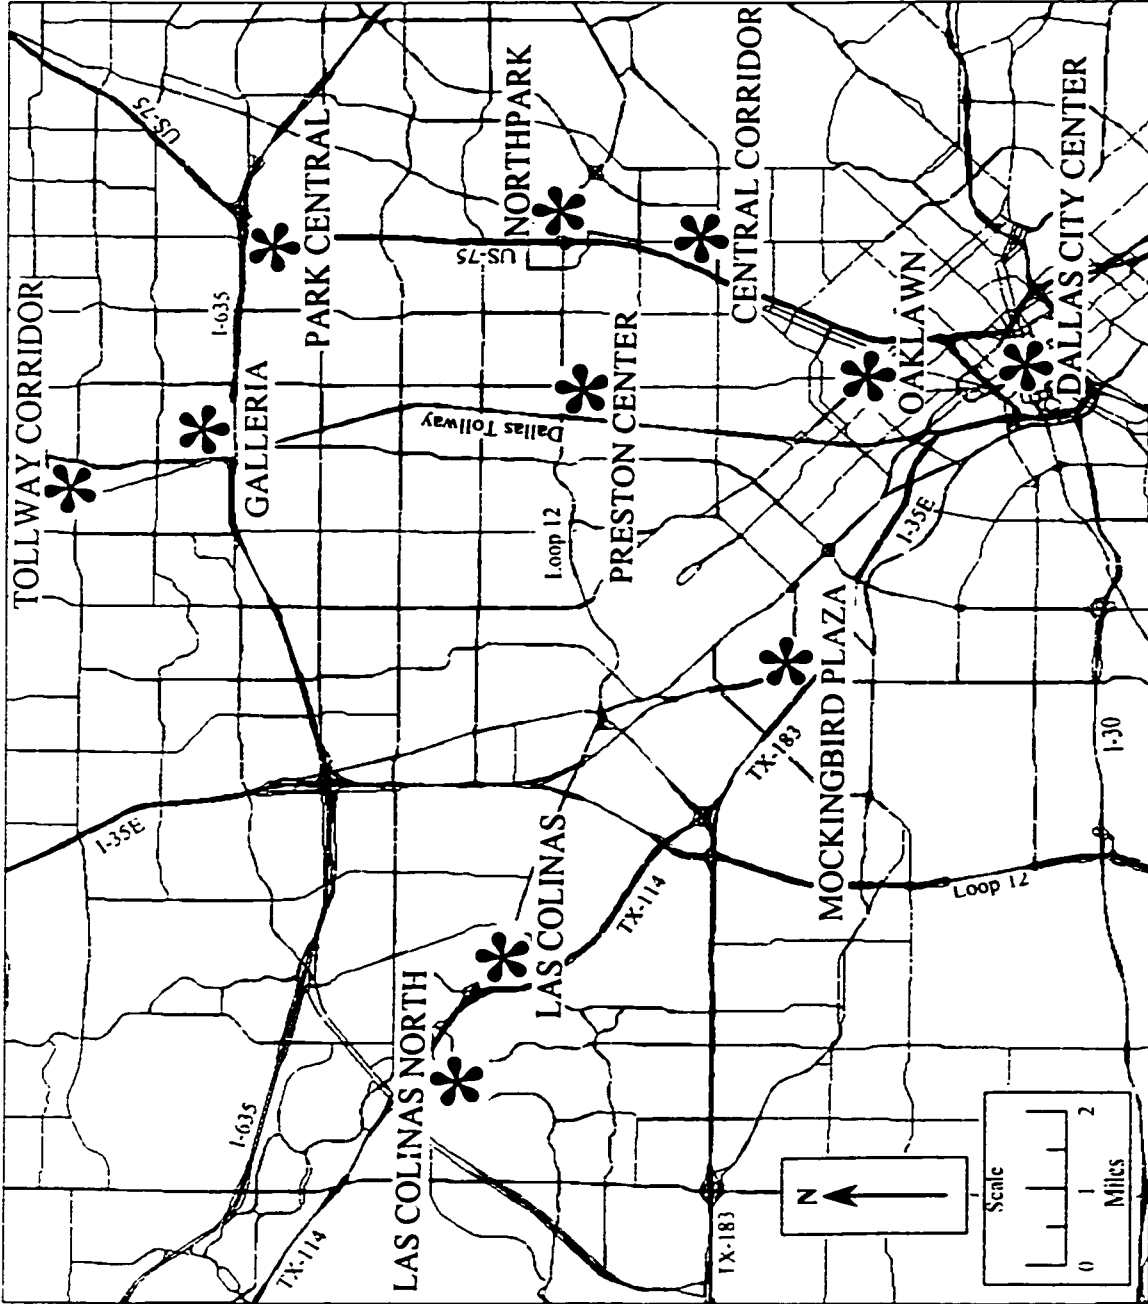 TOLLWAY CORRIDOR
US-75
I-635
GALLERIA
PARK CENTRAL
NORTHPARK
US-75
Dallas Tollway
Loop 12
PRESTON CENTER
CENTRAL CORRIDOR
OAKLAWN
DALLAS CITY CENTER
I-35E
I-35E
LAS COLINAS
LAS COLINAS NORTH
TX-114
TX-183
MOCKINGBIRD PLAZA
I-30
Loop 12
I-635
TX-114
TX-183
N
Scale
0 1 2
Miles